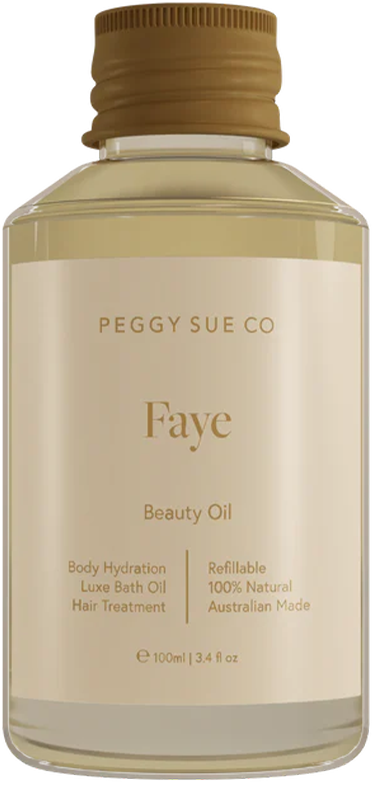 PEGGY SUE CO
Faye
Beauty Oil
Body Hydration
Luxe Bath Oil
Hair Treatment
Refillable
100% Natural
Australian Made
℮ 100ml | 3.4 fl oz